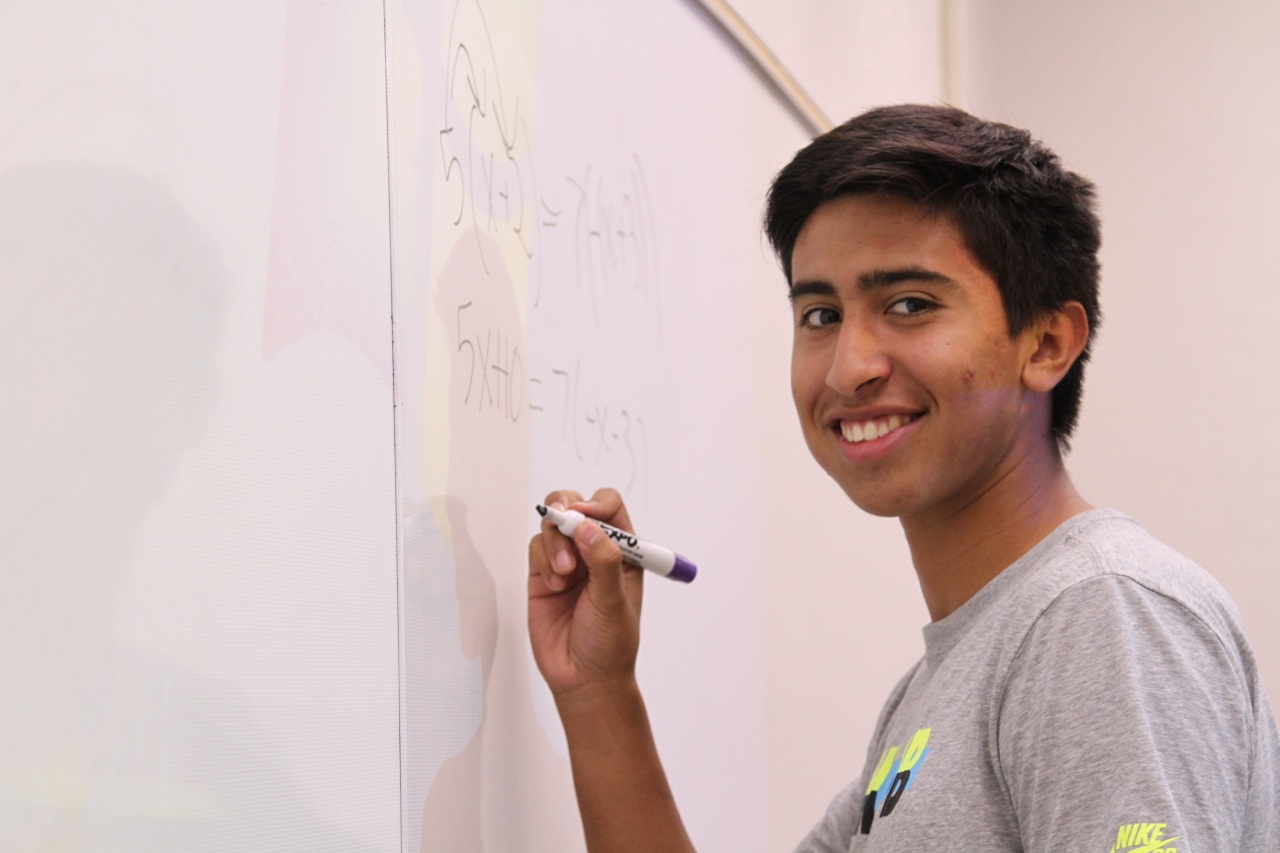 5(x+2) = 7(-x-3)
5x+10 = 7(-x-3)
EXPO
NIKE